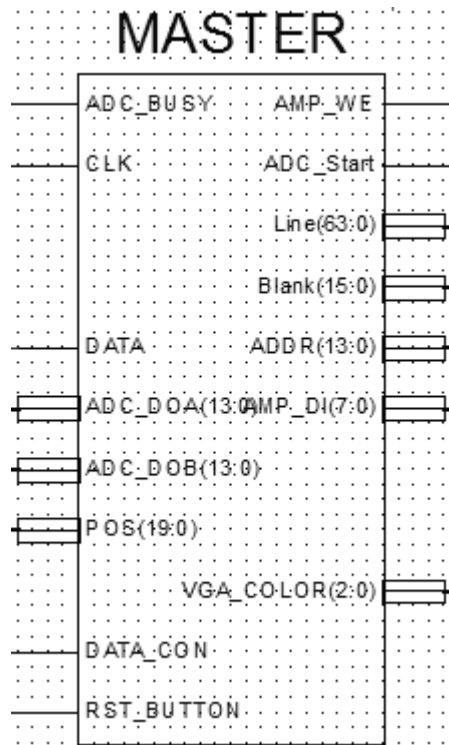 MASTER
ADC_BUSY AMP_WE
CLK ADC_Start
Line(63:0)
Blank(15:0)
DATA ADDR(13:0)
ADC_DOA(13:0) AMP_DI(7:0)
ADC_DOB(13:0)
POS(19:0)
VGA_COLOR(2:0)
DATA_CON
RST_BUTTON